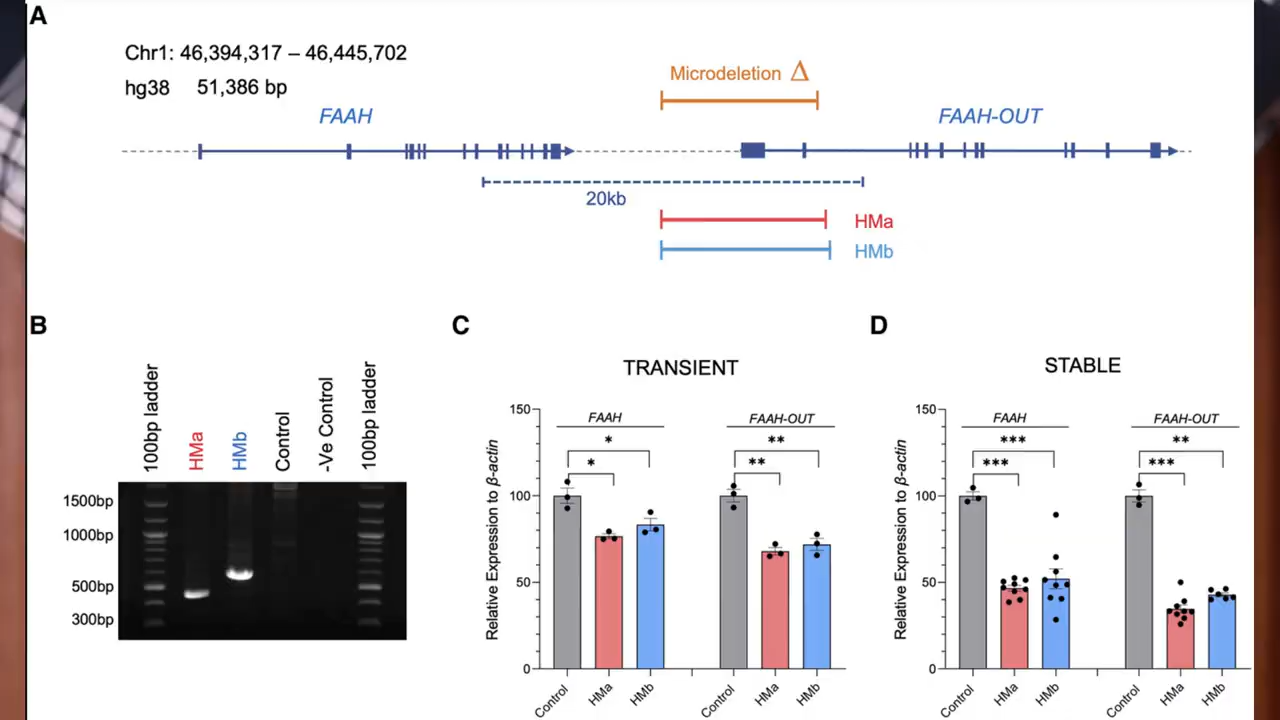 A
Chr1: 46,394,317 – 46,445,702
hg38 51,386 bp
Microdeletion Δ
FAAH
FAAH-OUT
20kb
HMa
HMb
B
100bp ladder
HMa
HMb
Control
-Ve Control
100bp ladder
1500bp
1000bp
500bp
300bp
C
TRANSIENT
Relative Expression to β-actin
150
100
50
0
FAAH
*
*
FAAH-OUT
**
**
Control
HMa
HMb
Control
HMa
HMb
D
STABLE
Relative Expression to β-actin
150
100
50
0
FAAH
***
***
FAAH-OUT
**
***
Control
HMa
HMb
Control
HMa
HMb